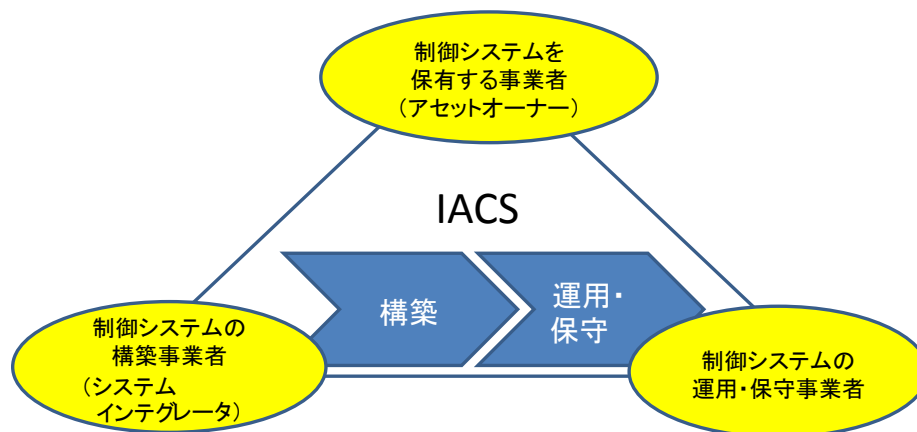 制御システムを
保有する事業者
（アセットオーナー）
IACS
構築
運用・
保守
制御システムの
構築事業者
（システム
インテグレータ）
制御システムの
運用・保守事業者